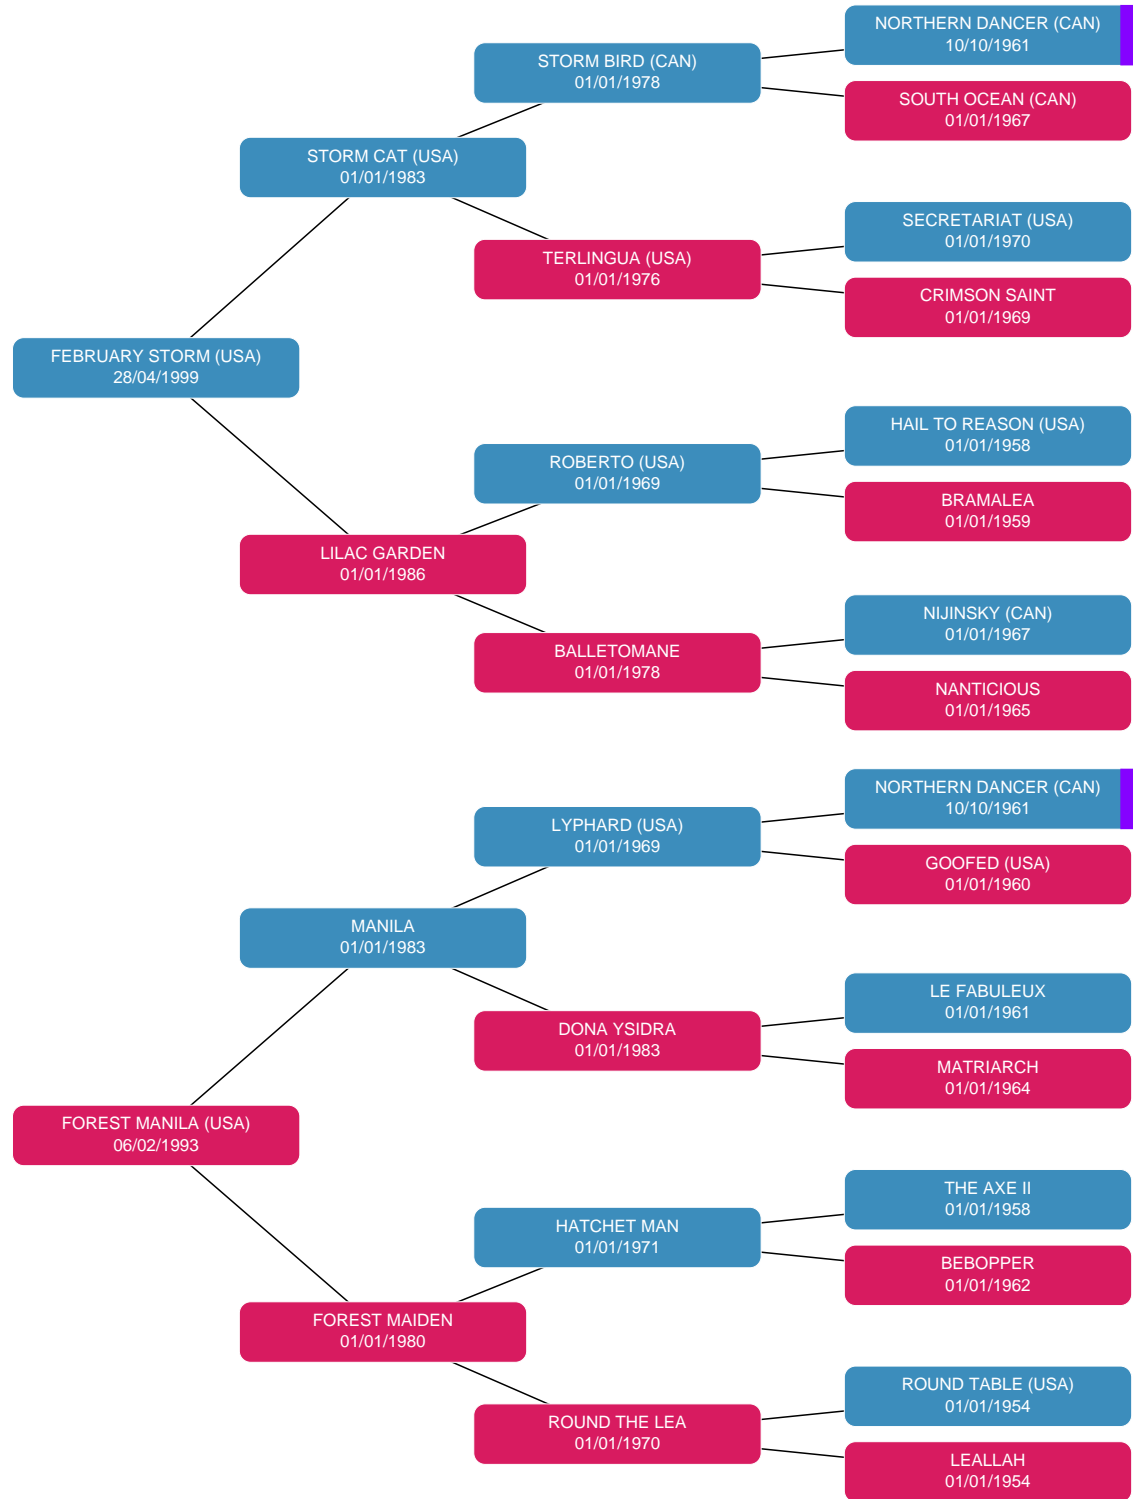 NORTHERN DANCER (CAN)
10/10/1961
STORM BIRD (CAN)
01/01/1978
SOUTH OCEAN (CAN)
01/01/1967
STORM CAT (USA)
01/01/1983
SECRETARIAT (USA)
01/01/1970
TERLINGUA (USA)
01/01/1976
CRIMSON SAINT
01/01/1969
FEBRUARY STORM (USA)
28/04/1999
HAIL TO REASON (USA)
01/01/1958
ROBERTO (USA)
01/01/1969
BRAMALEA
01/01/1959
LILAC GARDEN
01/01/1986
NIJINSKY (CAN)
01/01/1967
BALLETOMANE
01/01/1978
NANTICIOUS
01/01/1965
NORTHERN DANCER (CAN)
10/10/1961
LYPHARD (USA)
01/01/1969
GOOFED (USA)
01/01/1960
MANILA
01/01/1983
LE FABULEUX
01/01/1961
DONA YSIDRA
01/01/1983
MATRIARCH
01/01/1964
FOREST MANILA (USA)
06/02/1993
THE AXE II
01/01/1958
HATCHET MAN
01/01/1971
BEBOPPER
01/01/1962
FOREST MAIDEN
01/01/1980
ROUND TABLE (USA)
01/01/1954
ROUND THE LEA
01/01/1970
LEALLAH
01/01/1954